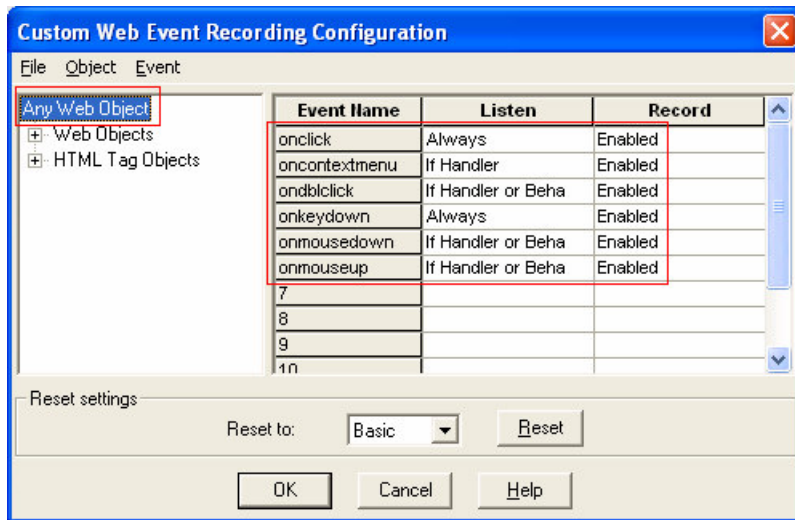 Custom Web Event Recording Configuration
File Object Event
Any Web Object
Web Objects
HTML Tag Objects
Event Name Listen Record
onclick Always Enabled
oncontextmenu If Handler Enabled
ondblclick If Handler or Beha Enabled
onkeydown Always Enabled
onmousedown If Handler or Beha Enabled
onmouseup If Handler or Beha Enabled
7
8
9
10
Reset settings
Reset to: Basic Reset
OK Cancel Help